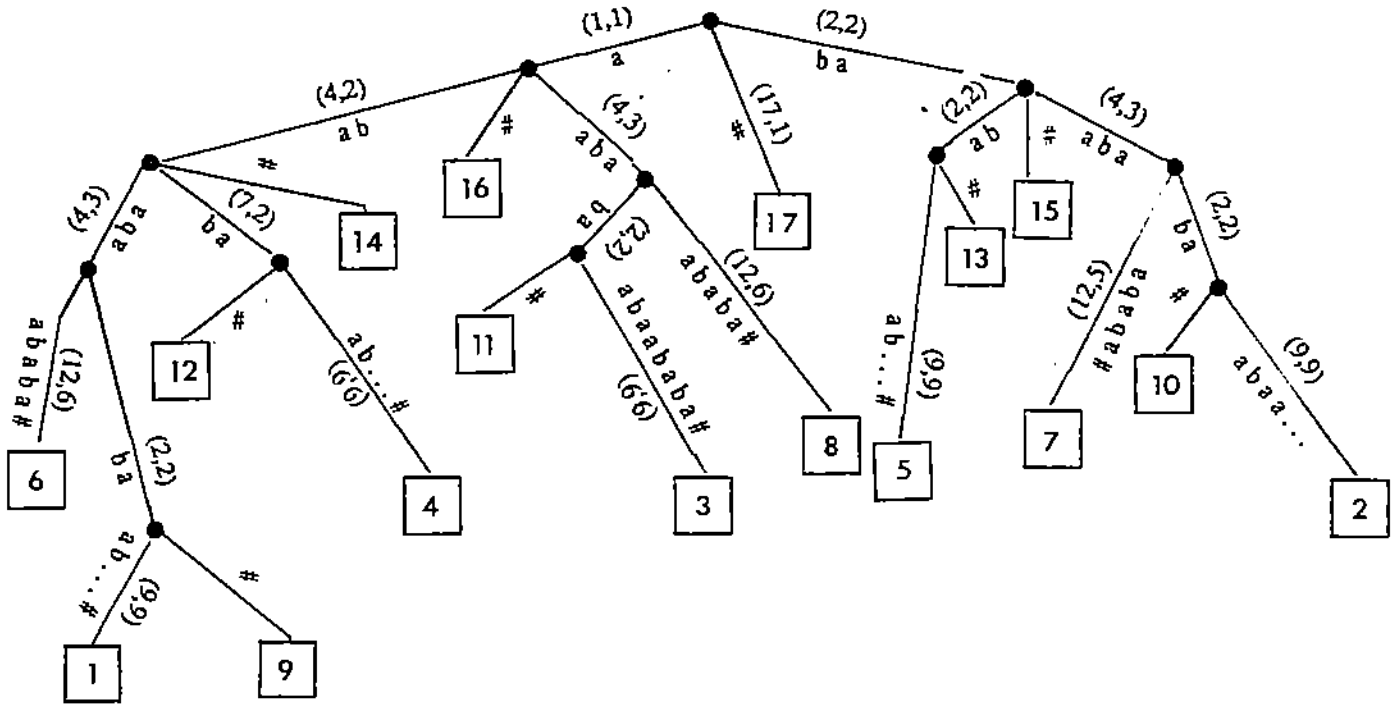 (1,1)
a
(2,2)
b a
(4,2)
a b
#
(4,3)
a b a
(17,1)
#
(2,2)
a b
#
(4,3)
a b a
16
17
15
(4,3)
a b a
(7,2)
b a
#
14
b a
(2,2)
(12,6)
a b a b a #
#
13
(2,2)
b a
(12,5)
# a b a b a
#
12
a b . . . #
(9,9)
#
11
a b a a b a b a b a #
(9,9)
a b . . . #
(9,9)
#
10
(9,9)
a b a a . . .
a b a b a #
(12,6)
(2,2)
b a
6
4
3
8
5
7
2
a b . . . #
(9,9)
#
1
9